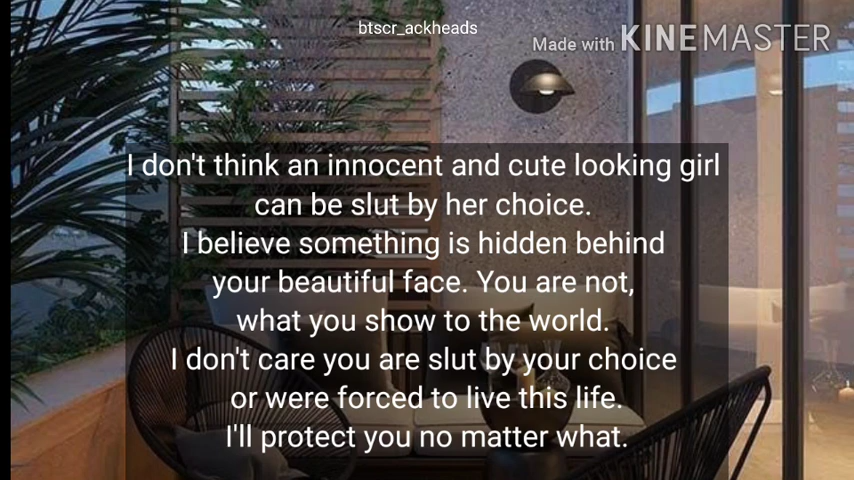 btscr_ackheads
Made with KINEMASTER
I don't think an innocent and cute looking girl
can be slut by her choice.
I believe something is hidden behind
your beautiful face. You are not,
what you show to the world.
I don't care you are slut by your choice
or were forced to live this life.
I'll protect you no matter what.